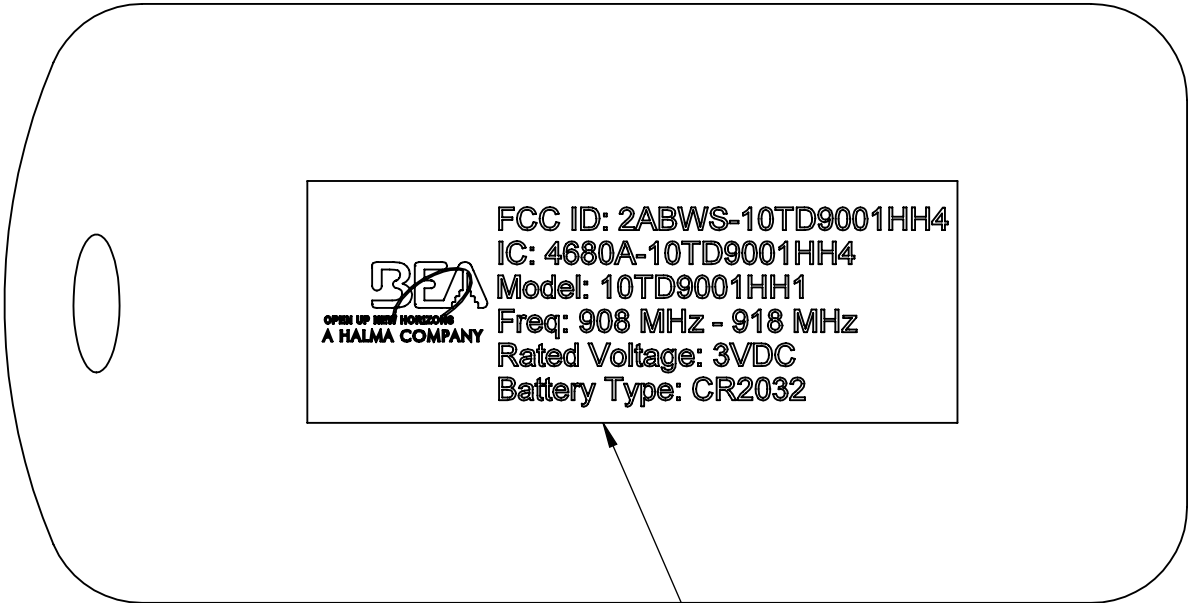 BEA
OPEN UP NEW HORIZONS
A HALMA COMPANY
FCC ID: 2ABWS-10TD9001HH4
IC: 4680A-10TD9001HH4
Model: 10TD9001HH1
Freq: 908 MHz - 918 MHz
Rated Voltage: 3VDC
Battery Type: CR2032